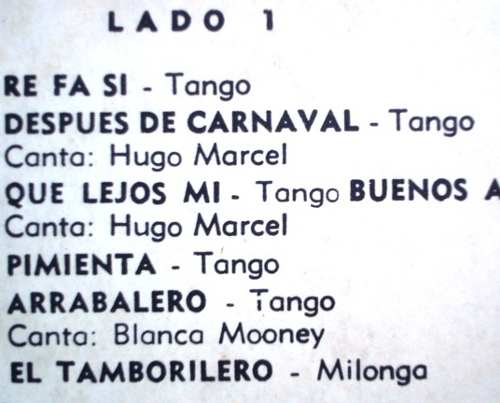 LADO 1
RE FA SI - Tango
DESPUES DE CARNAVAL - Tango
Canta: Hugo Marcel
QUE LEJOS MI - Tango BUENOS A
Canta: Hugo Marcel
PIMIENTA - Tango
ARRABALERO - Tango
Canta: Blanca Mooney
EL TAMBORILERO - Milonga